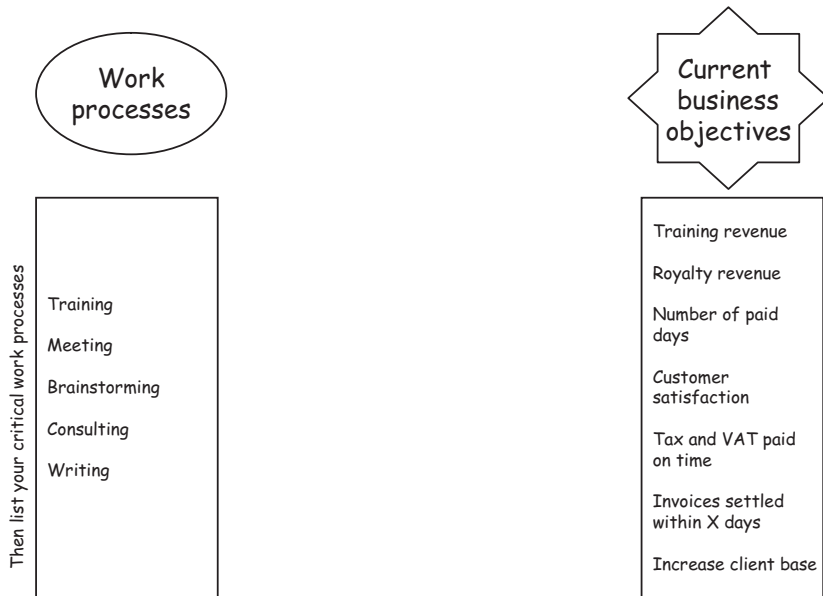 Work
processes
Current
business
objectives
Then list your critical work processes
Training
Meeting
Brainstorming
Consulting
Writing
Training revenue
Royalty revenue
Number of paid
days
Customer
satisfaction
Tax and VAT paid
on time
Invoices settled
within X days
Increase client base